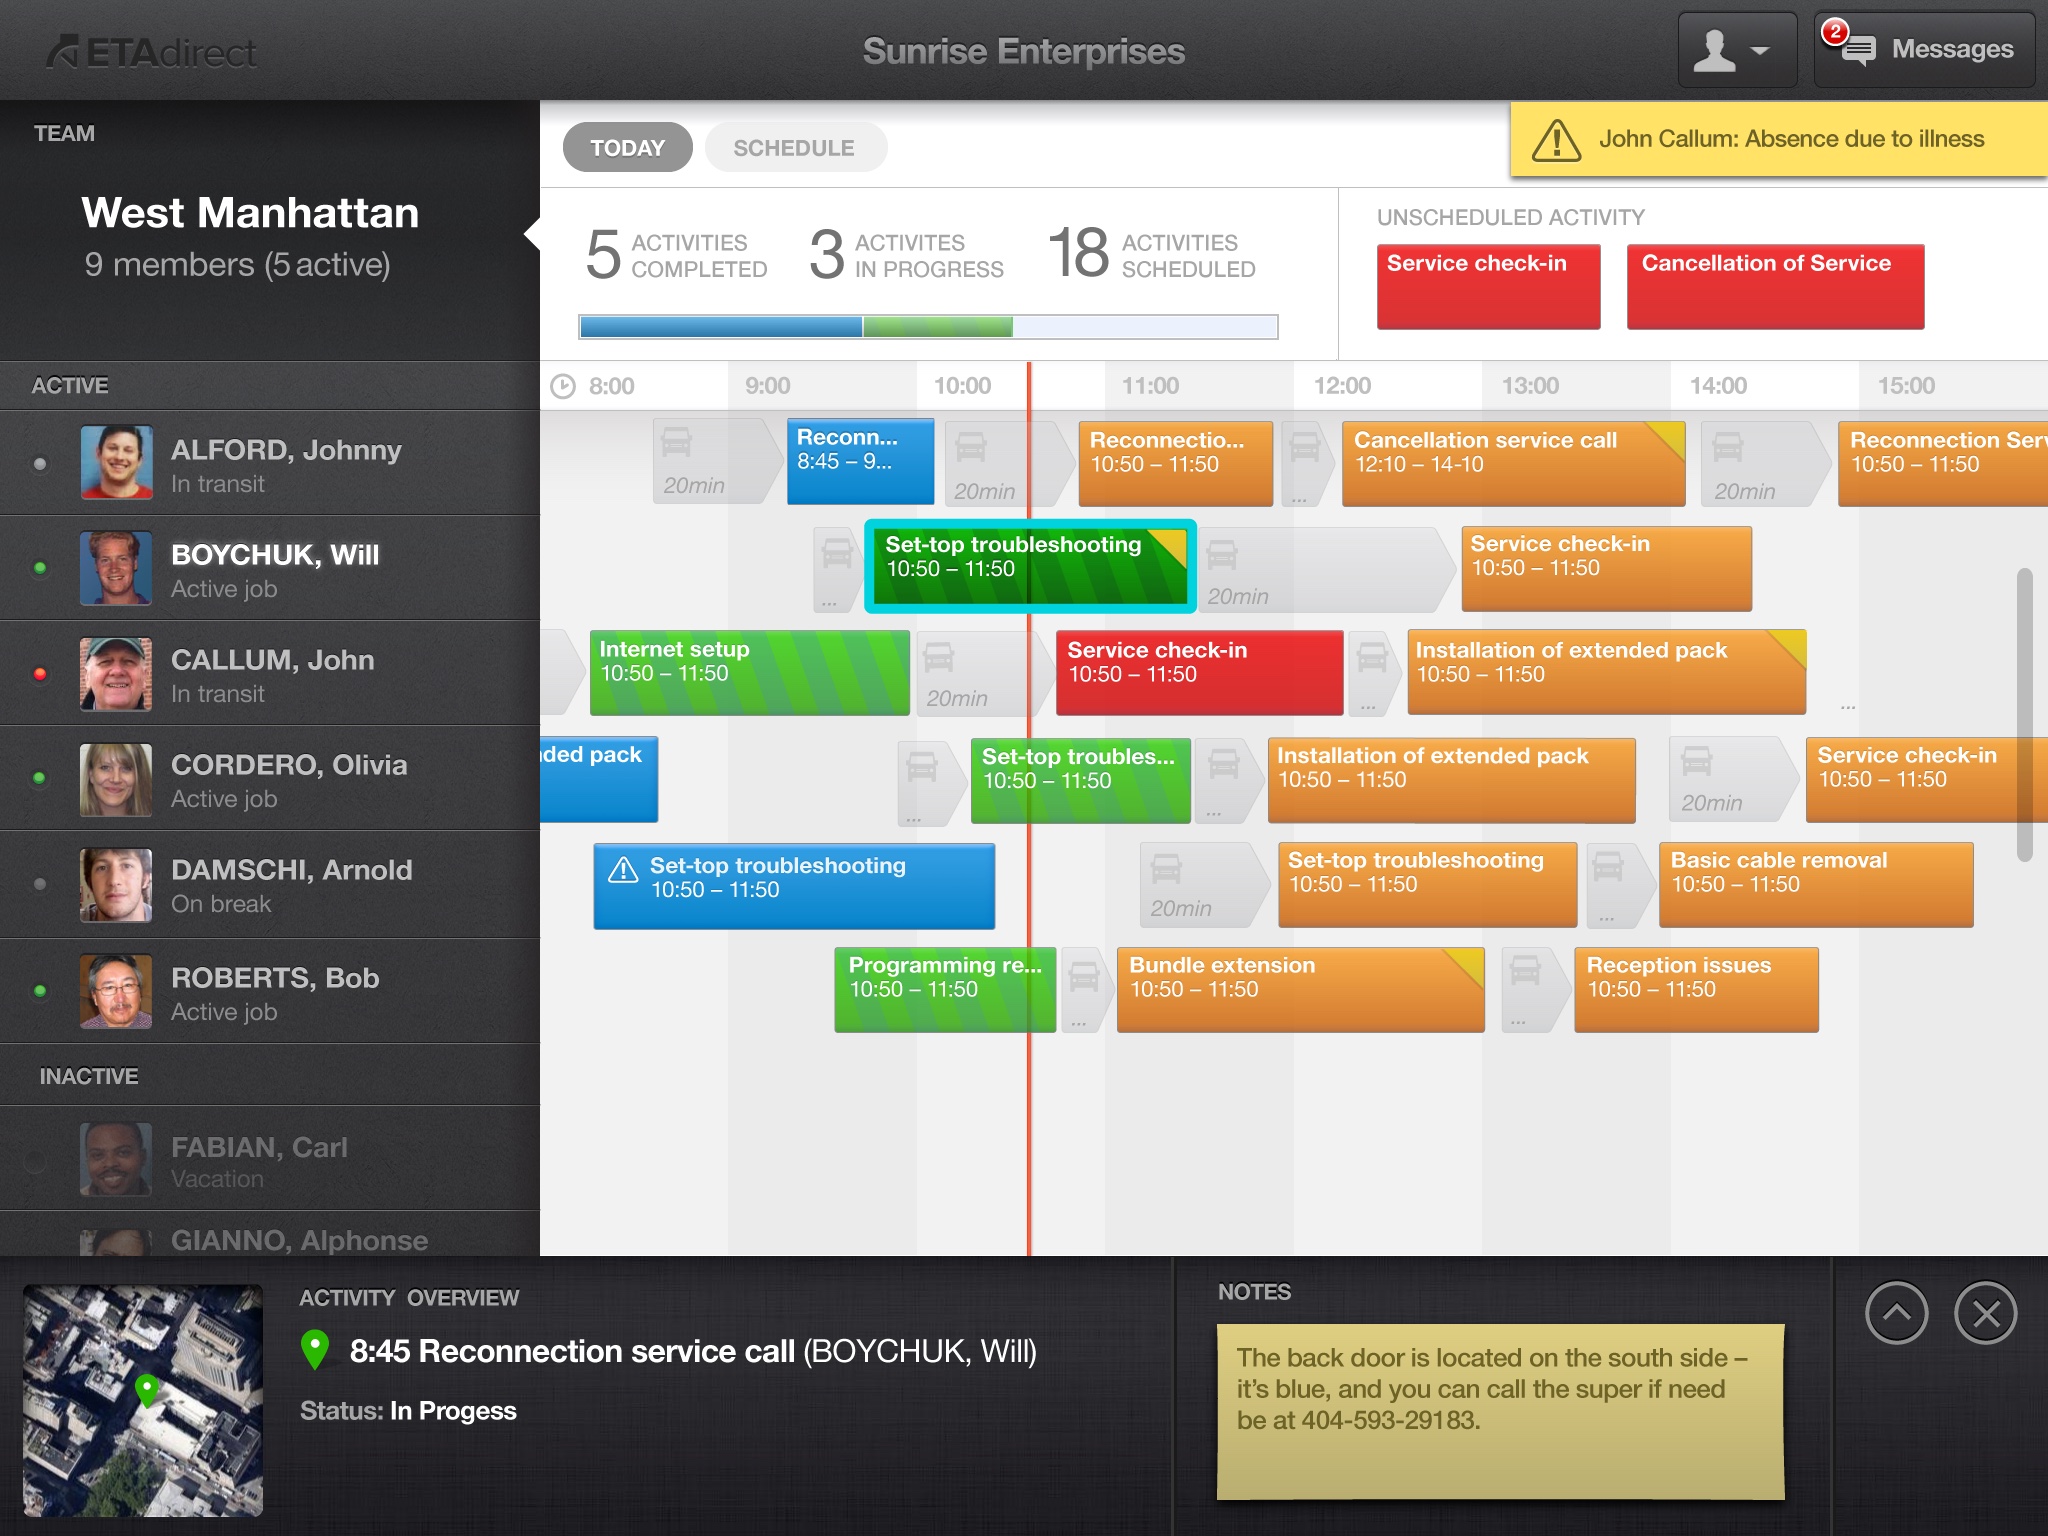 ETAdirect
Sunrise Enterprises
2
Messages
TEAM
West Manhattan
9 members (5 active)
TODAY
SCHEDULE
John Callum: Absence due to illness
5 ACTIVITIES COMPLETED
3 ACTIVITES IN PROGRESS
18 ACTIVITIES SCHEDULED
UNSCHEDULED ACTIVITY
Service check-in
Cancellation of Service
ACTIVE
8:00 9:00 10:00 11:00 12:00 13:00 14:00 15:00
ALFORD, Johnny
In transit
20min
Reconn...
8:45 – 9...
20min
Reconnectio...
10:50 – 11:50
...
Cancellation service call
12:10 – 14-10
20min
Reconnection Serv
10:50 – 11:50
BOYCHUK, Will
Active job
...
Set-top troubleshooting
10:50 – 11:50
20min
Service check-in
10:50 – 11:50
CALLUM, John
In transit
Internet setup
10:50 – 11:50
20min
Service check-in
10:50 – 11:50
...
Installation of extended pack
10:50 – 11:50
...
CORDERO, Olivia
Active job
ded pack
...
Set-top troubles...
10:50 – 11:50
...
Installation of extended pack
10:50 – 11:50
20min
Service check-in
10:50 – 11:50
DAMSCHI, Arnold
On break
Set-top troubleshooting
10:50 – 11:50
20min
Set-top troubleshooting
10:50 – 11:50
...
Basic cable removal
10:50 – 11:50
ROBERTS, Bob
Active job
Programming re...
10:50 – 11:50
...
Bundle extension
10:50 – 11:50
...
Reception issues
10:50 – 11:50
INACTIVE
FABIAN, Carl
Vacation
GIANNO, Alphonse
ACTIVITY OVERVIEW
8:45 Reconnection service call (BOYCHUK, Will)
Status: In Progess
NOTES
The back door is located on the south side –
it's blue, and you can call the super if need
be at 404-593-29183.